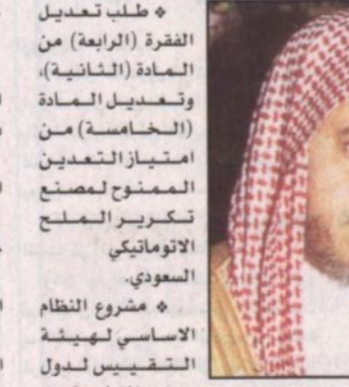 ❖ طلب تعديل
الفقرة (الرابعة) من
المادة (الثانية)،
وتعديل المادة
(الخامسة) من
امتياز التعدين
الممنوح لمصنع
تكرير الملح
الاتوماتيكي
السعودي.
❖ مشروع النظام
الاساسي لهيئة
التقييس لدول